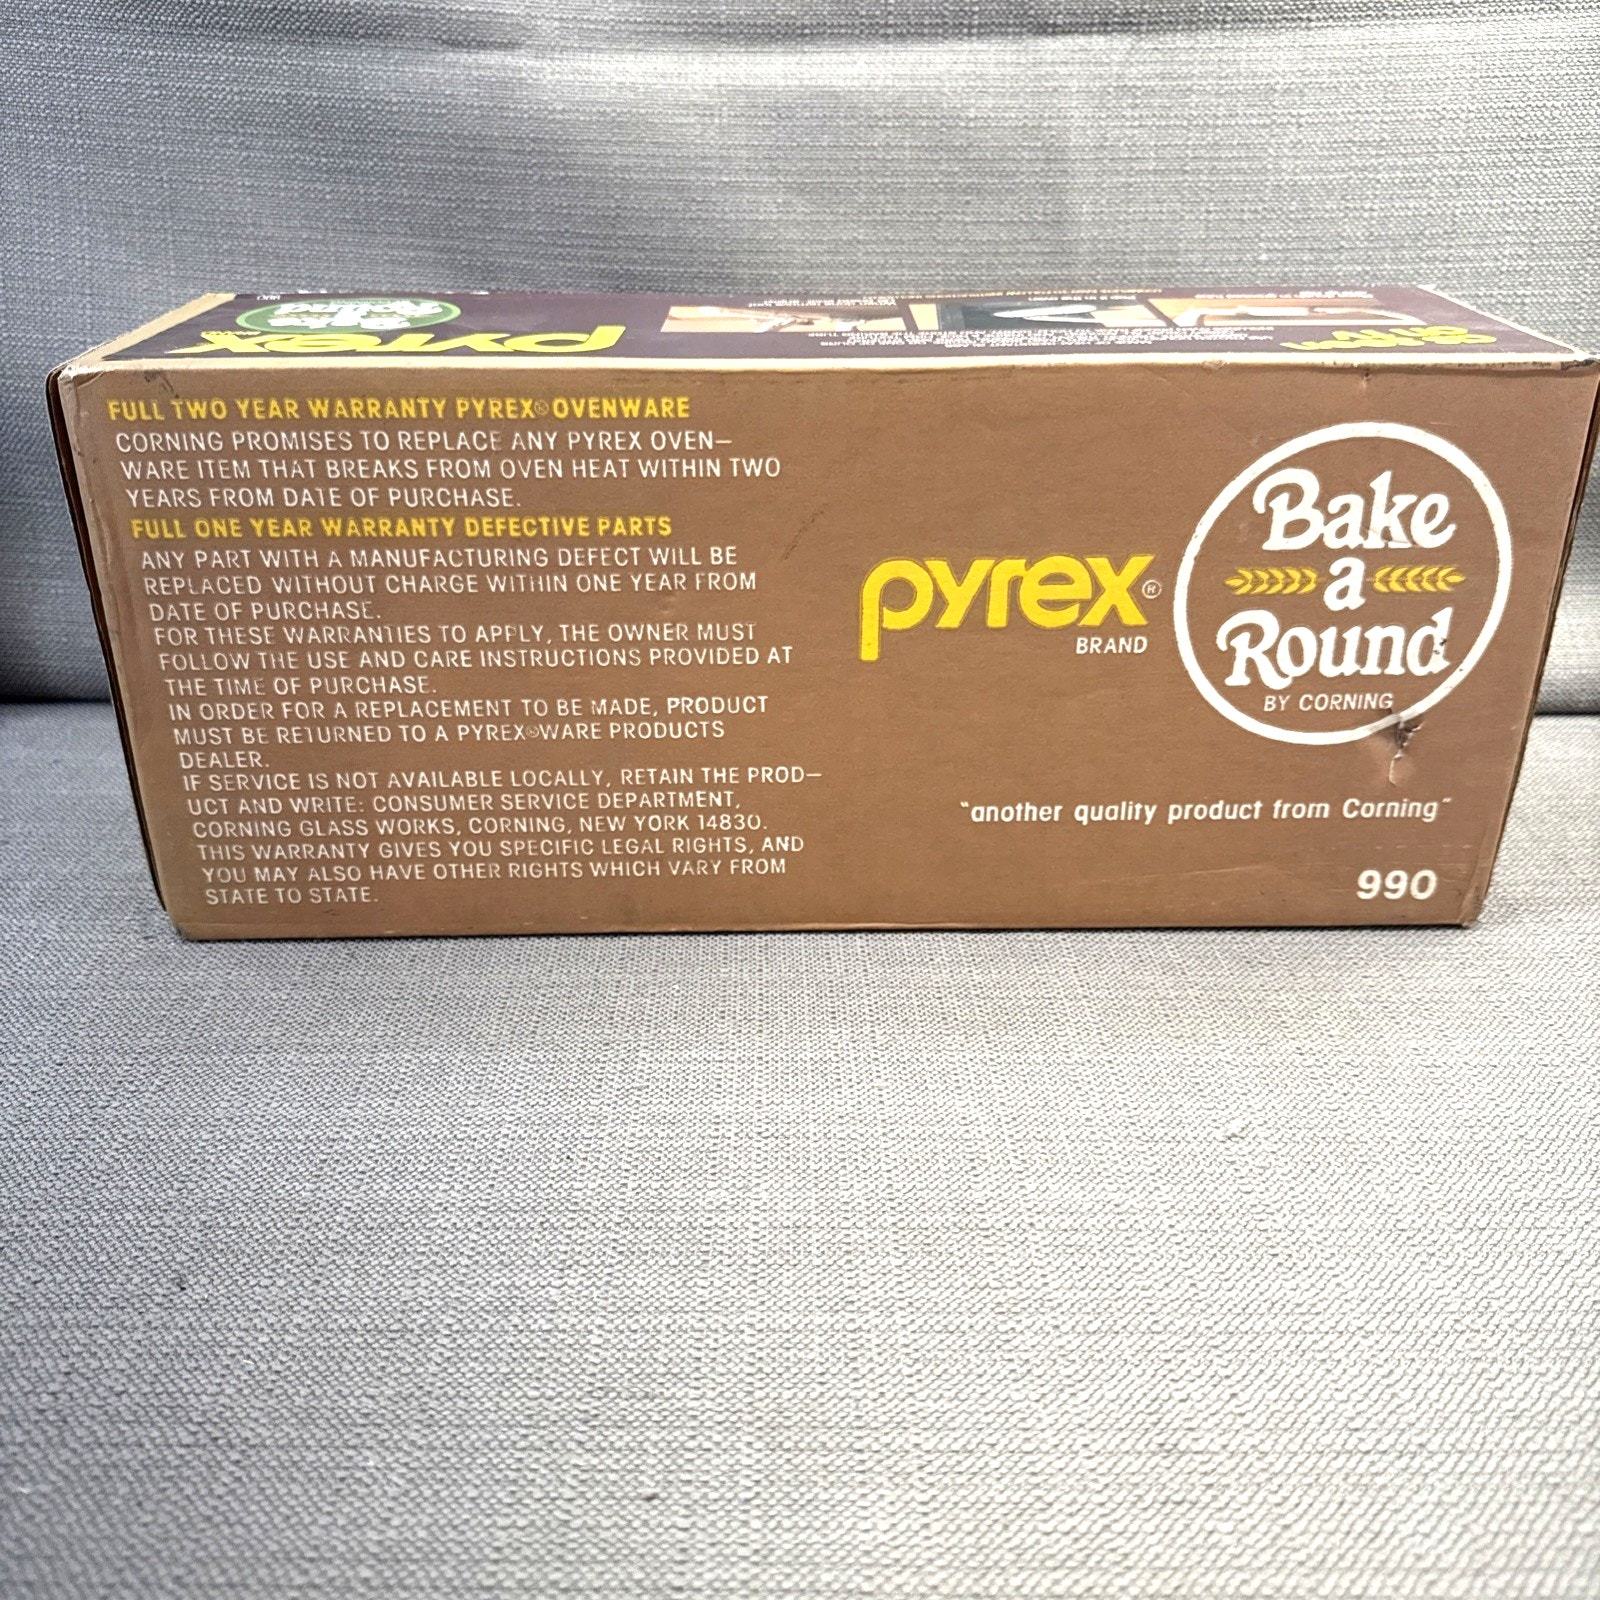 pyrex
Bake
a
Round
FULL TWO YEAR WARRANTY PYREX® OVENWARE
CORNING PROMISES TO REPLACE ANY PYREX OVEN—
WARE ITEM THAT BREAKS FROM OVEN HEAT WITHIN TWO
YEARS FROM DATE OF PURCHASE.
FULL ONE YEAR WARRANTY DEFECTIVE PARTS
ANY PART WITH A MANUFACTURING DEFECT WILL BE
REPLACED WITHOUT CHARGE WITHIN ONE YEAR FROM
DATE OF PURCHASE.
FOR THESE WARRANTIES TO APPLY, THE OWNER MUST
FOLLOW THE USE AND CARE INSTRUCTIONS PROVIDED AT
THE TIME OF PURCHASE.
IN ORDER FOR A REPLACEMENT TO BE MADE, PRODUCT
MUST BE RETURNED TO A PYREX®WARE PRODUCTS
DEALER.
IF SERVICE IS NOT AVAILABLE LOCALLY, RETAIN THE PROD—
UCT AND WRITE: CONSUMER SERVICE DEPARTMENT,
CORNING GLASS WORKS, CORNING, NEW YORK 14830.
THIS WARRANTY GIVES YOU SPECIFIC LEGAL RIGHTS, AND
YOU MAY ALSO HAVE OTHER RIGHTS WHICH VARY FROM
STATE TO STATE.
pyrex®
BRAND
Bake
a
Round
BY CORNING
"another quality product from Corning"
990